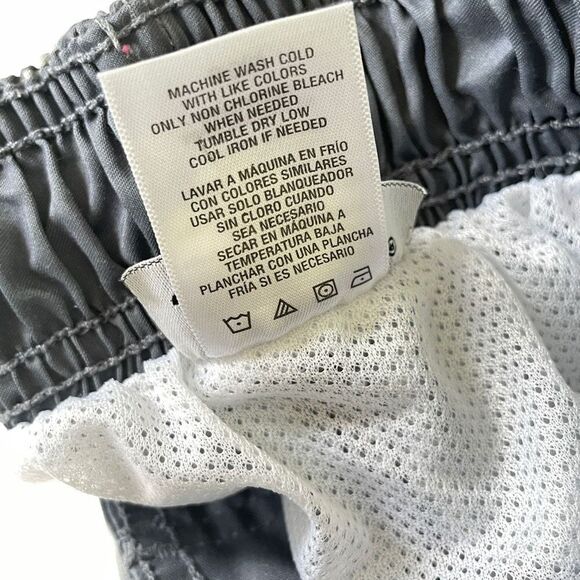 MACHINE WASH COLD
WITH LIKE COLORS
ONLY NON CHLORINE BLEACH
WHEN NEEDED
TUMBLE DRY LOW
COOL IRON IF NEEDED
LAVAR A MÁQUINA EN FRÍO
CON COLORES SIMILARES
USAR SOLO BLANQUEADOR
SIN CLORO CUANDO
SEA NECESARIO
SECAR EN MÁQUINA A
TEMPERATURA BAJA
PLANCHAR CON LA PLANCHA
FRÍA SI ES NECESARIO